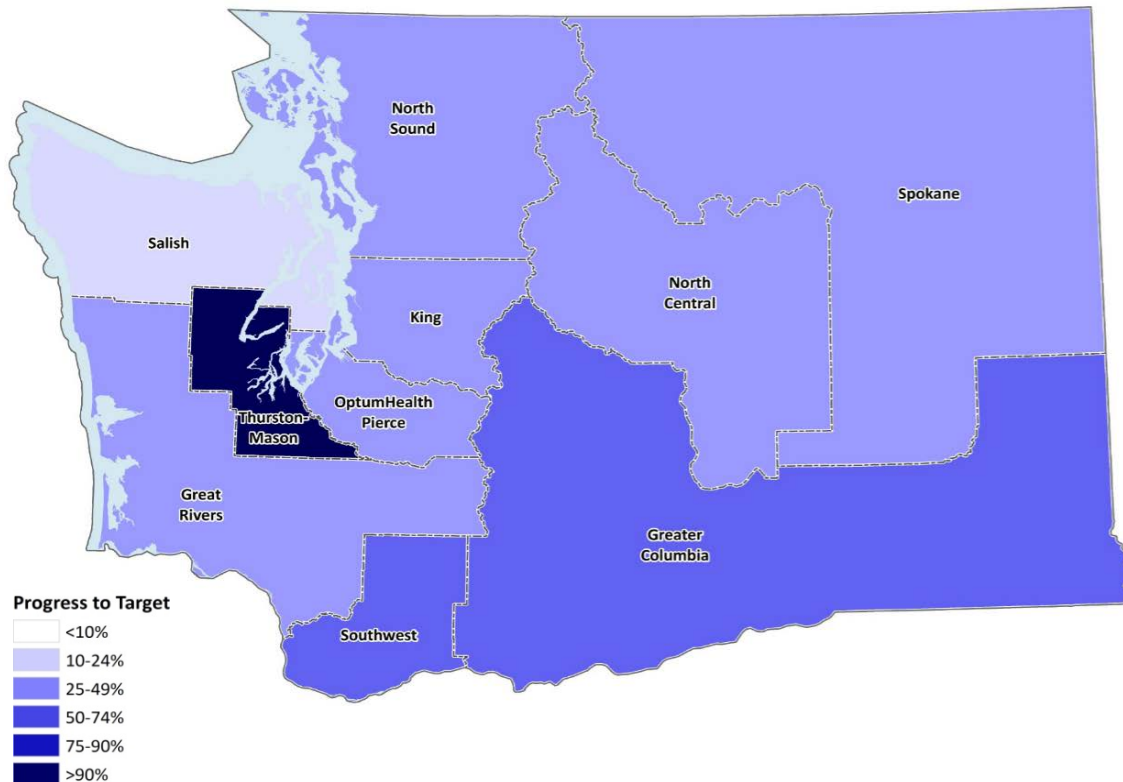 North
Sound
Spokane
Salish
North
Central
King
OptumHealth
Pierce
Thurston-
Mason
Great
Rivers
Greater
Columbia
Southwest
Progress to Target
<10%
10-24%
25-49%
50-74%
75-90%
>90%